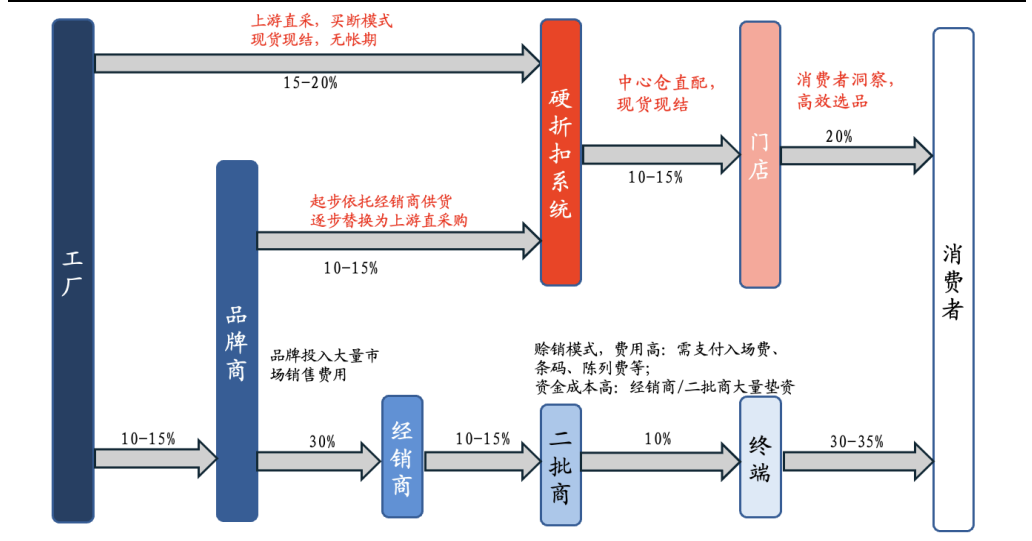 上游直采，买断模式
现货现结，无帐期
15-20%
硬折扣系统
中心仓直配，
现货现结
10-15%
门店
消费者洞察，
高效选品
20%
工厂
起步依托经销商供货
逐步替换为上游直采购
10-15%
消费者
品牌商
品牌投入大量市
场销售费用
赊销模式，费用高：需支付入场费、
条码、陈列费等；
资金成本高：经销商/二批商大量垫资
10-15%
30%
经销商
10-15%
二批商
10%
终端
30-35%